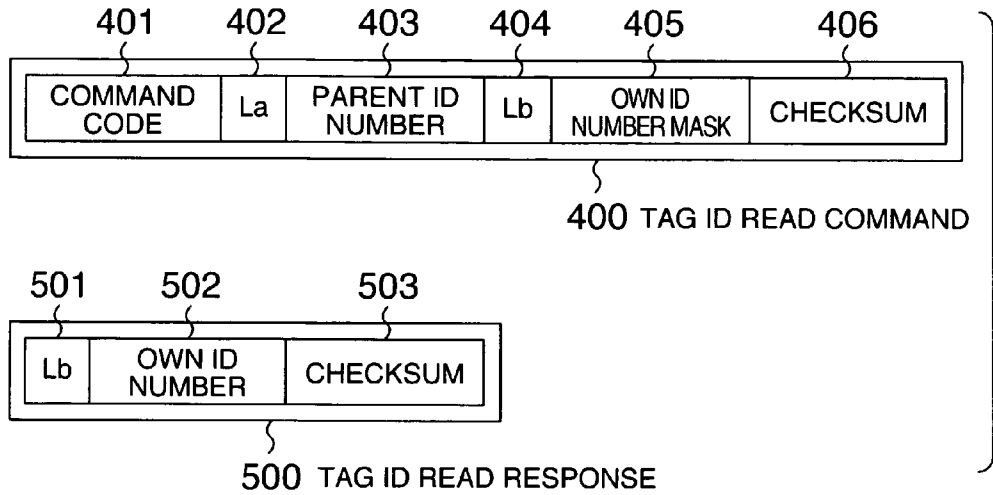 401 402 403 404 405 406
COMMAND CODE La PARENT ID NUMBER Lb OWN ID NUMBER MASK CHECKSUM
400 TAG ID READ COMMAND
501 502 503
Lb OWN ID NUMBER CHECKSUM
500 TAG ID READ RESPONSE